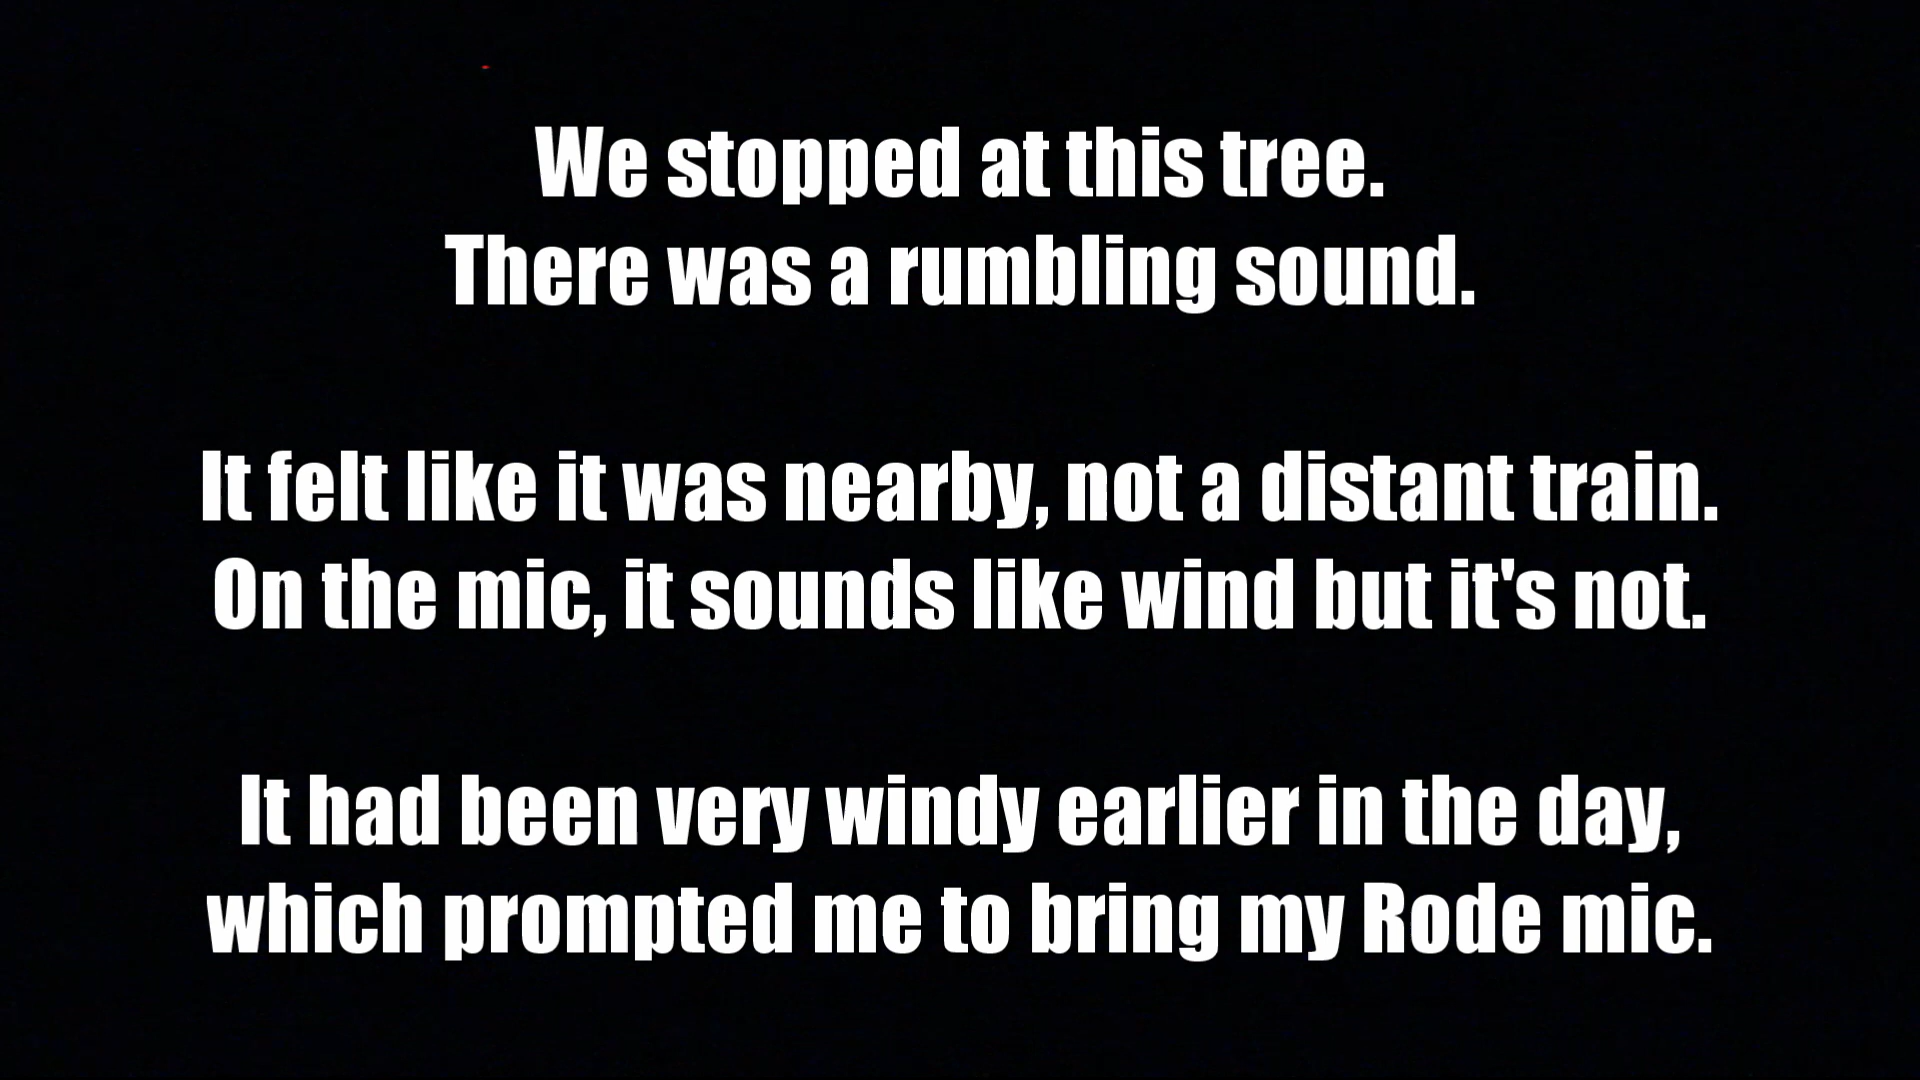 We stopped at this tree.
There was a rumbling sound.
It felt like it was nearby, not a distant train.
On the mic, it sounds like wind but it's not.
It had been very windy earlier in the day,
which prompted me to bring my Rode mic.